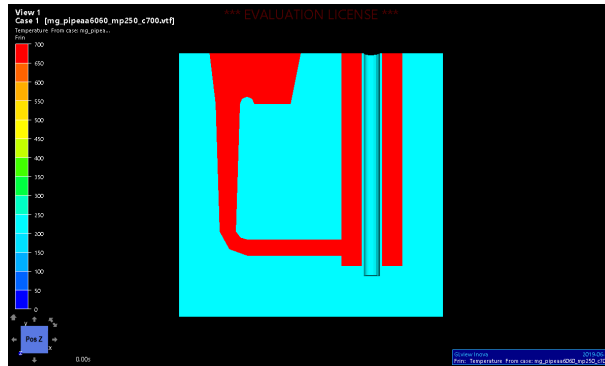 View 1
*** EVALUATION LICENSE ***
Case 1 [mg_pipeaa6060_mp250_c700.vtf]
Temperature From case: mg_pipea...
Frin
700
650
600
550
500
450
400
350
300
250
200
150
100
50
0
y
Pos Z
x
z
0.00s
GLview Inova
2019-06-
Frin: Temperature From case: mg_pipeaa6060_mp250_c70